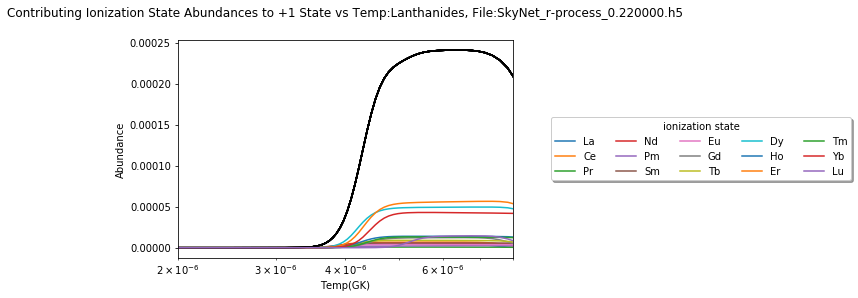 Contributing Ionization State Abundances to +1 State vs Temp:Lanthanides, File:SkyNet_r-process_0.220000.h5
0.00025
0.00020
0.00015
0.00010
0.00005
0.00000
Abundance
2 × 10⁻⁶
3 × 10⁻⁶
4 × 10⁻⁶
6 × 10⁻⁶
Temp(GK)
ionization state
La Nd Eu Dy Tm
Ce Pm Gd Ho Yb
Pr Sm Tb Er Lu